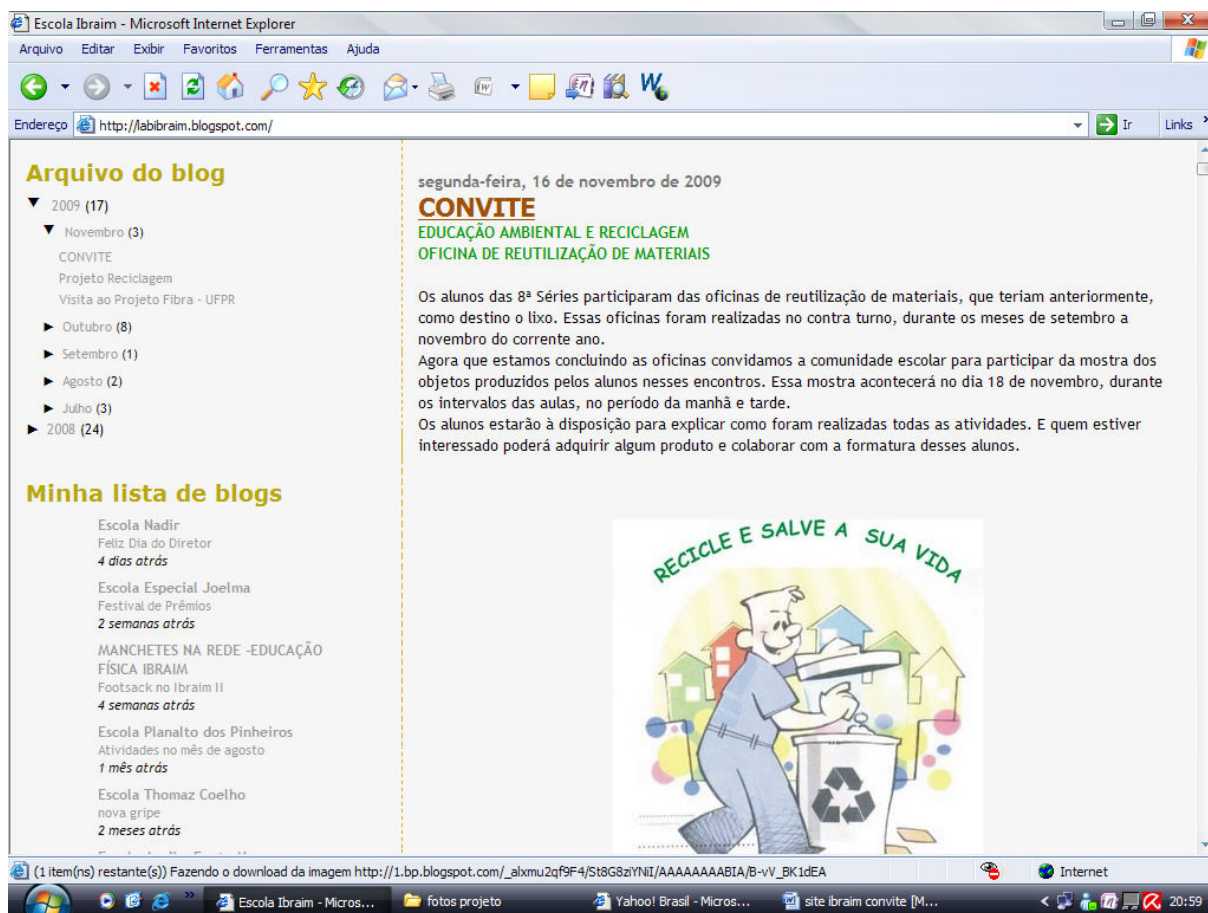 Escola Ibraim - Microsoft Internet Explorer
Arquivo Editar Exibir Favoritos Ferramentas Ajuda
Endereço http://labibraim.blogspot.com/ Ir Links
Arquivo do blog
▼ 2009 (17)
▼ Novembro (3)
CONVITE
Projeto Reciclagem
Visita ao Projeto Fibra - UFPR
► Outubro (8)
► Setembro (1)
► Agosto (2)
► Julho (3)
► 2008 (24)
Minha lista de blogs
Escola Nadir
Feliz Dia do Diretor
4 dias atrás
Escola Especial Joelma
Festival de Prêmios
2 semanas atrás
MANCHETES NA REDE -EDUCAÇÃO
FÍSICA IBRAIM
Footsack no Ibraim II
4 semanas atrás
Escola Planalto dos Pinheiros
Atividades no mês de agosto
1 mês atrás
Escola Thomaz Coelho
nova gripe
2 meses atrás
segunda-feira, 16 de novembro de 2009
CONVITE
EDUCAÇÃO AMBIENTAL E RECICLAGEM
OFICINA DE REUTILIZAÇÃO DE MATERIAIS
Os alunos das 8ª Séries participaram das oficinas de reutilização de materiais, que teriam anteriormente,
como destino o lixo. Essas oficinas foram realizadas no contra turno, durante os meses de setembro a
novembro do corrente ano.
Agora que estamos concluindo as oficinas convidamos a comunidade escolar para participar da mostra dos
objetos produzidos pelos alunos nesses encontros. Essa mostra acontecerá no dia 18 de novembro, durante
os intervalos das aulas, no período da manhã e tarde.
Os alunos estarão à disposição para explicar como foram realizadas todas as atividades. E quem estiver
interessado poderá adquirir algum produto e colaborar com a formatura desses alunos.
RECICLE E SALVE A SUA VIDA
(1 item(ns) restante(s)) Fazendo o download da imagem http://1.bp.blogspot.com/_alxmu2qf9F4/St8G8ziYNiI/AAAAAAAABIA/B-vV_BK1dEA Internet
Escola Ibraim - Micros... fotos projeto Yahoo! Brasil - Micros... site ibraim convite [M... 20:59